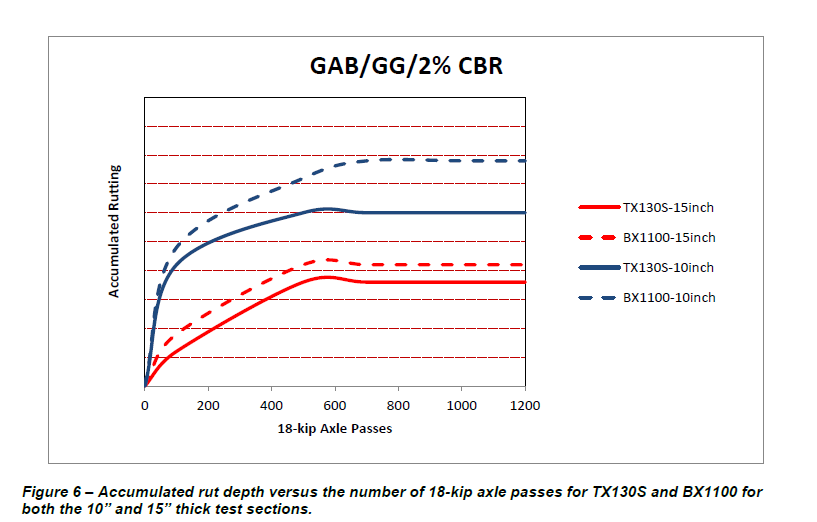 GAB/GG/2% CBR
Accumulated Rutting
TX130S-15inch
BX1100-15inch
TX130S-10inch
BX1100-10inch
0 200 400 600 800 1000 1200
18-kip Axle Passes
Figure 6 – Accumulated rut depth versus the number of 18-kip axle passes for TX130S and BX1100 for
both the 10” and 15” thick test sections.